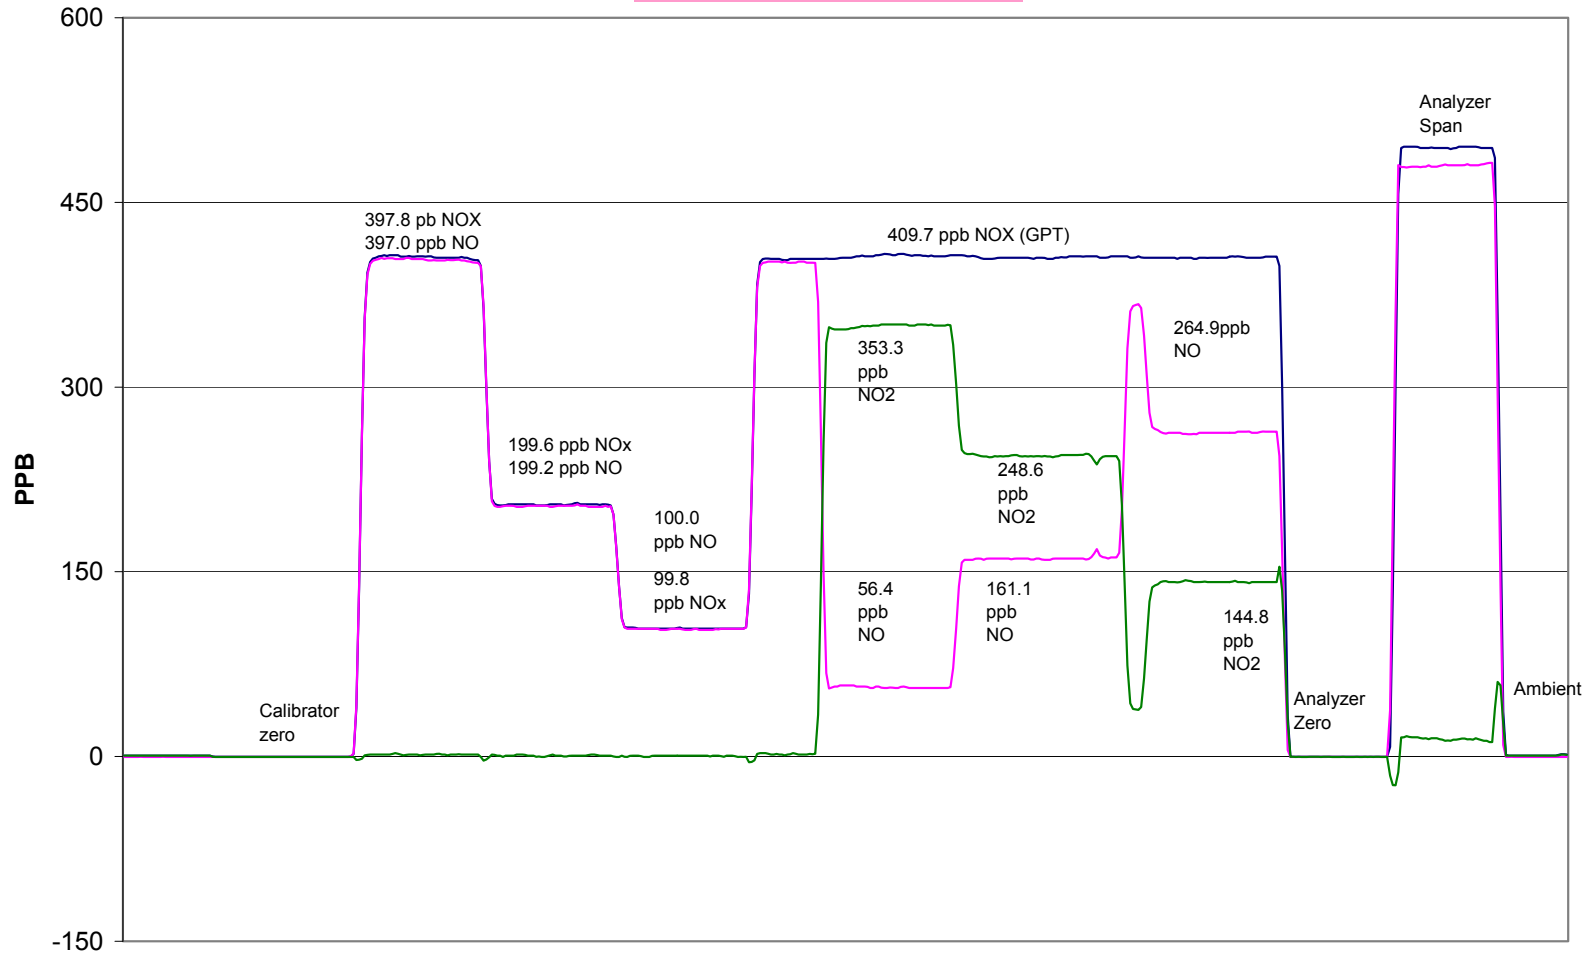 600
Analyzer
Span
450
397.8 pb NOX
397.0 ppb NO
409.7 ppb NOX (GPT)
264.9ppb
NO
353.3
ppb
NO2
300
199.6 ppb NOx
199.2 ppb NO
248.6
ppb
NO2
PPB
100.0
ppb NO
150
99.8
ppb NOx
56.4
ppb
NO
161.1
ppb
NO
144.8
ppb
NO2
Calibrator
zero
Analyzer
Zero
Ambient
0
-150